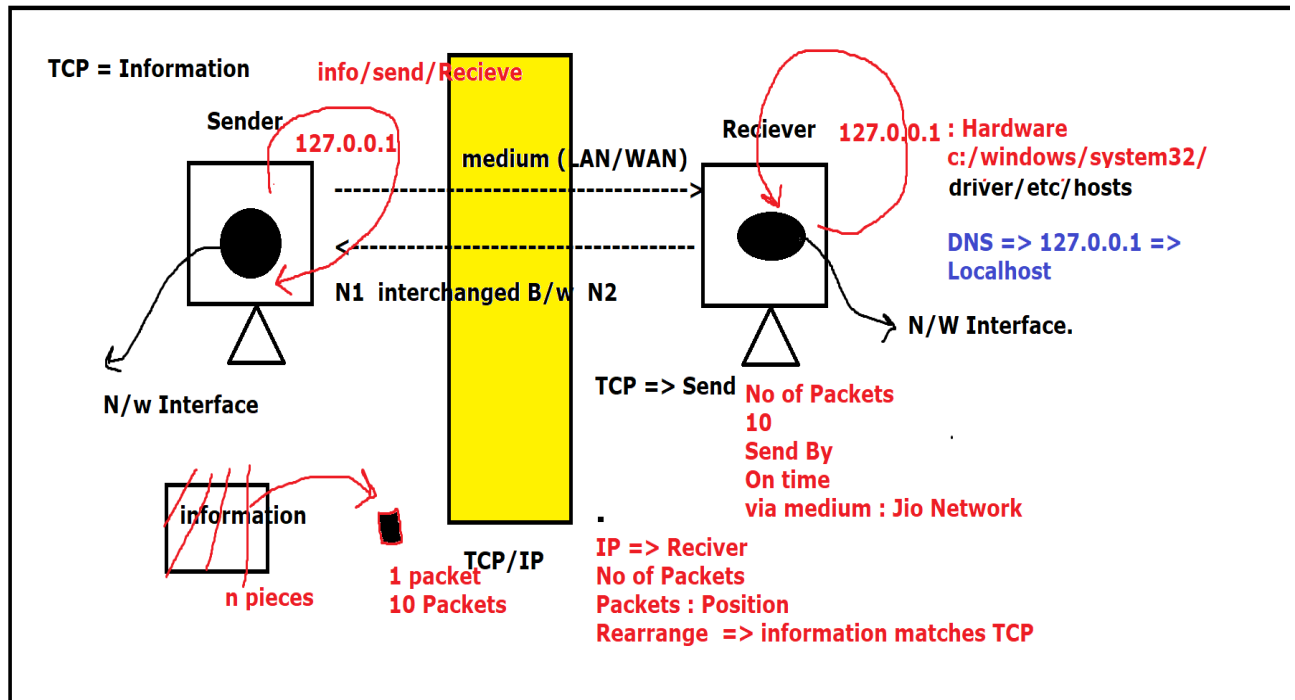 TCP = Information
info/send/Recieve
Sender
127.0.0.1
medium (LAN/WAN)
Reciever
127.0.0.1
: Hardware
c:/windows/system32/
driver/etc/hosts
DNS => 127.0.0.1 =>
Localhost
N1 interchanged B/w N2
N/W Interface.
N/w Interface
TCP => Send
No of Packets
10
Send By
On time
via medium : Jio Network
information
n pieces
1 packet
10 Packets
TCP/IP
IP => Reciver
No of Packets
Packets : Position
Rearrange => information matches TCP